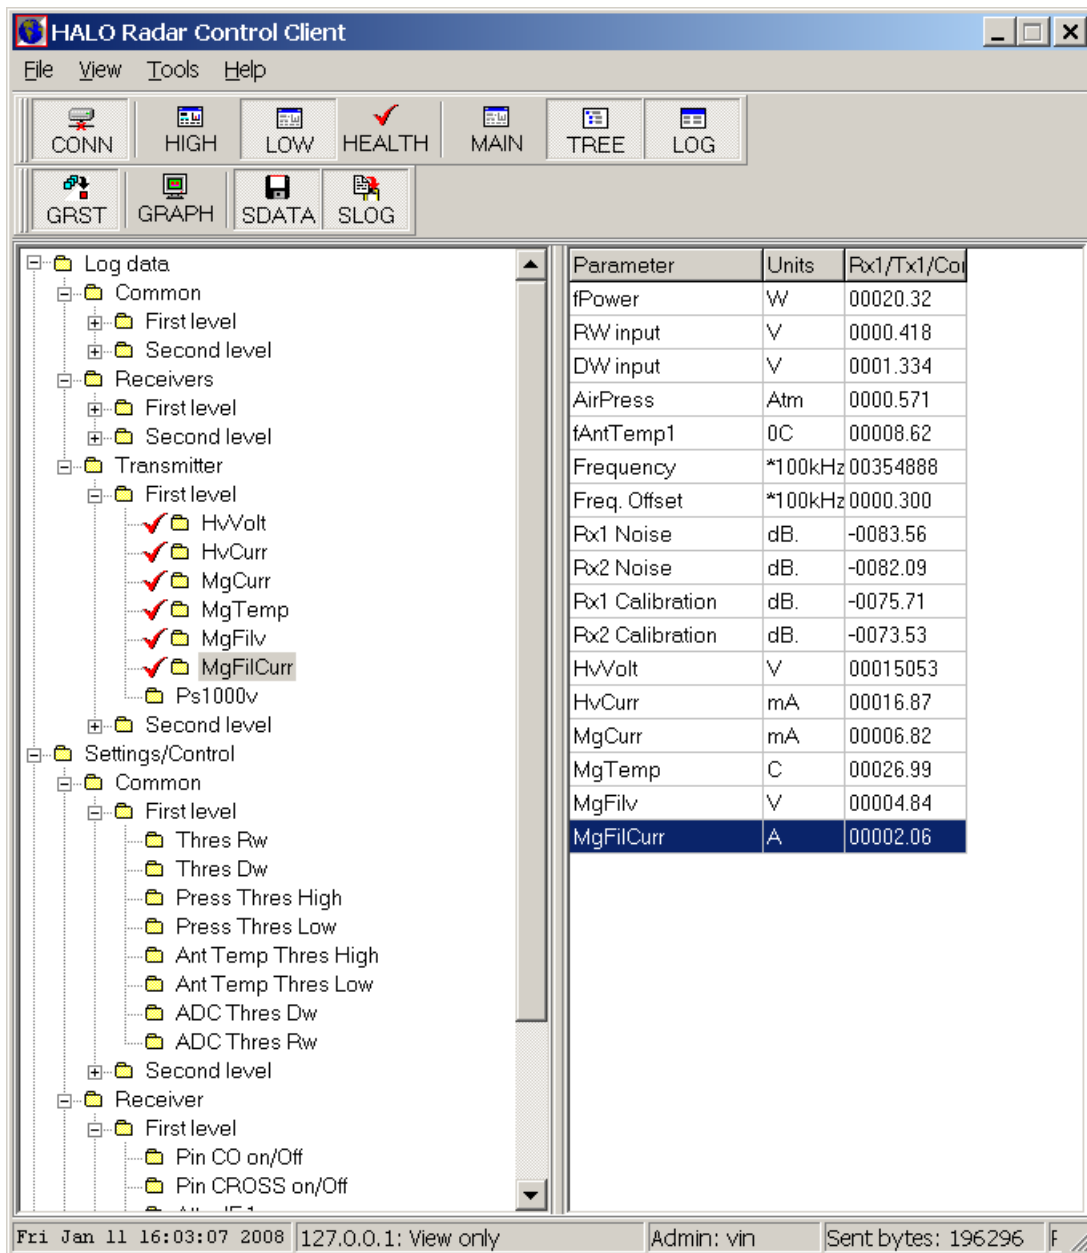 HALO Radar Control Client
File View Tools Help
CONN HIGH LOW HEALTH MAIN TREE LOG
GRST GRAPH SDATA SLOG
Log data
Common
First level
Second level
Receivers
First level
Second level
Transmitter
First level
HvVolt
HvCurr
MgCurr
MgTemp
MgFilv
MgFilCurr
Ps1000v
Second level
Settings/Control
Common
First level
Thres Rw
Thres Dw
Press Thres High
Press Thres Low
Ant Temp Thres High
Ant Temp Thres Low
ADC Thres Dw
ADC Thres Rw
Second level
Receiver
First level
Pin CO on/Off
Pin CROSS on/Off
Parameter Units Rx1/Tx1/Co
fPower W 00020.32
RW input V 0000.418
DW input V 0001.334
AirPress Atm 0000.571
fAntTemp1 0C 00008.62
Frequency *100kHz 00354888
Freq. Offset *100kHz 0000.300
Rx1 Noise dB. -0083.56
Rx2 Noise dB. -0082.09
Rx1 Calibration dB. -0075.71
Rx2 Calibration dB. -0073.53
HvVolt V 00015053
HvCurr mA 00016.87
MgCurr mA 00006.82
MgTemp C 00026.99
MgFilv V 00004.84
MgFilCurr A 00002.06
Fri Jan 11 16:03:07 2008 127.0.0.1: View only Admin: vin Sent bytes: 196296